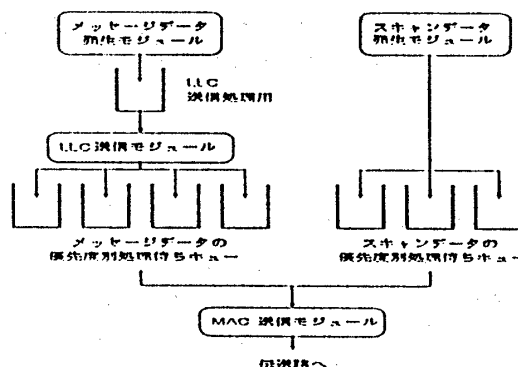 メッセージデータ
発生モジュール
スキャンデータ
発生モジュール
LLC
送信処理用
LLC送信モジュール
メッセージデータの
優先度別処理待ちキュー
スキャンデータの
優先度別処理待ちキュー
MAC 送信モジュール
伝送路へ